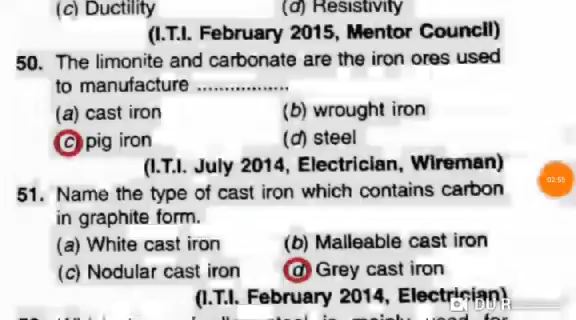 (c) Ductility (d) Resistivity
(I.T.I. February 2015, Mentor Council)
50. The limonite and carbonate are the iron ores used
to manufacture .................
(a) cast iron (b) wrought iron
(c) pig iron (d) steel
(I.T.I. July 2014, Electrician, Wireman)
51. Name the type of cast iron which contains carbon
in graphite form.
(a) White cast iron (b) Malleable cast iron
(c) Nodular cast iron (d) Grey cast iron
(I.T.I. February 2014, Electrician)
02:55
DU R